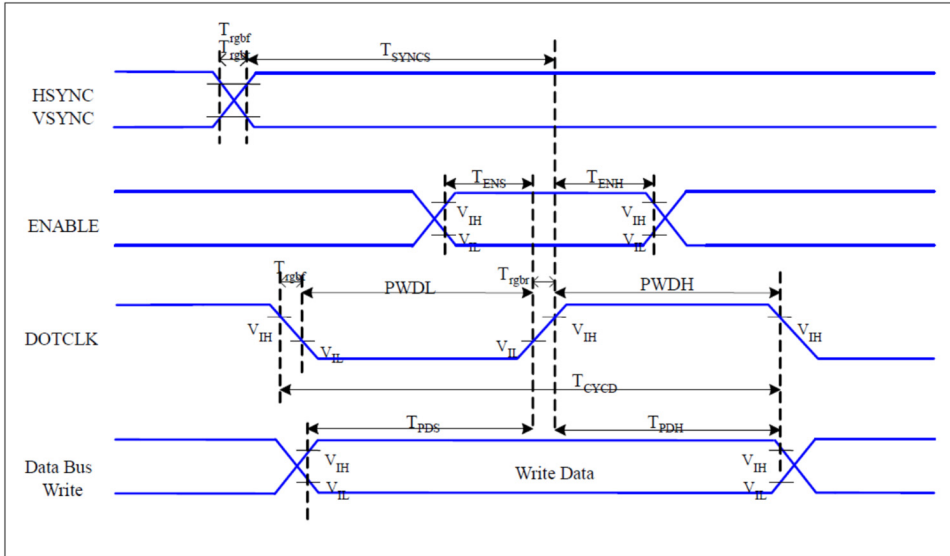 Trgbf
Trgbr
TSYNCS
HSYNC
VSYNC
TENS
TENH
VIH
VIH
ENABLE
VIL
VIL
Trgbf
PWDL
Trgbr
PWDH
VIH
VIH
VIH
DOTCLK
VIL
VIL
TCYCD
TPDS
TPDH
Data Bus
Write
VIH
Write Data
VIH
VIL
VIL